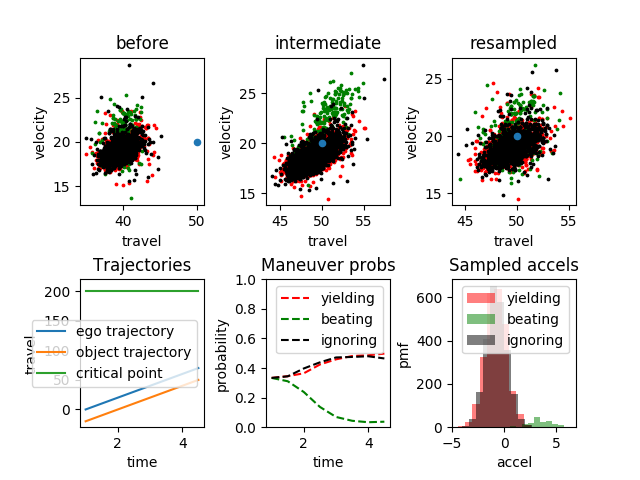 before
intermediate
resampled
25
20
15
velocity
40
50
travel
25
20
15
velocity
45
50
55
travel
25
20
15
velocity
45
50
55
travel
Trajectories
200
150
100
50
0
travel
ego trajectory
object trajectory
critical point
2
4
time
Maneuver probs
1.0
0.8
0.6
0.4
0.2
0.0
probability
yielding
beating
ignoring
2
4
time
Sampled accels
600
400
200
0
pmf
yielding
beating
ignoring
−5
0
5
accel